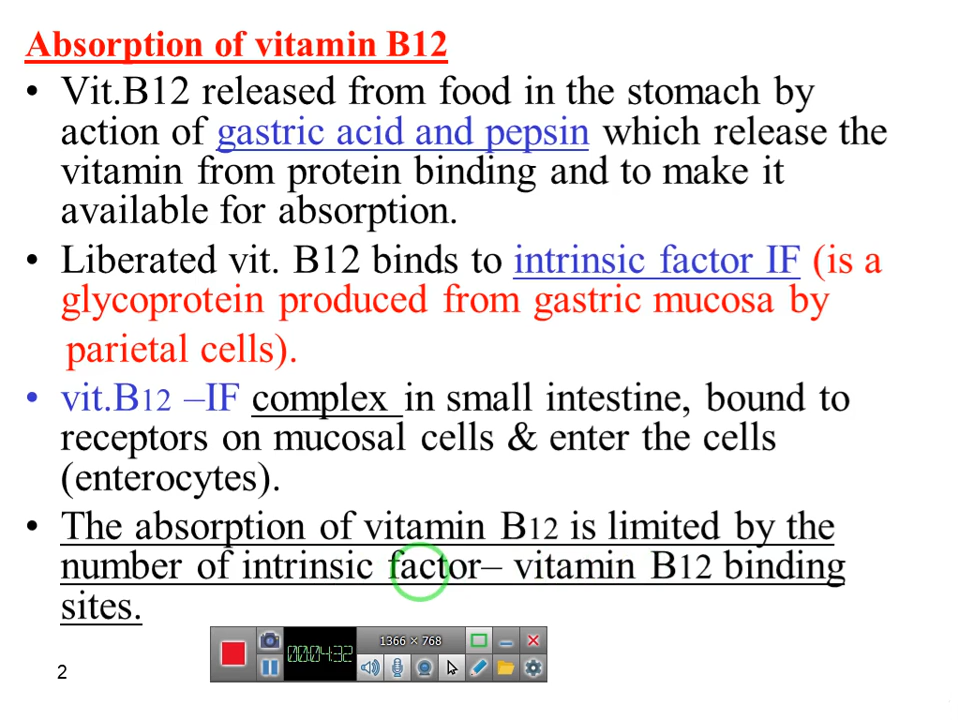 Absorption of vitamin B12
• Vit.B12 released from food in the stomach by
action of gastric acid and pepsin which release the
vitamin from protein binding and to make it
available for absorption.
• Liberated vit. B12 binds to intrinsic factor IF (is a
glycoprotein produced from gastric mucosa by
parietal cells).
• vit.B12 –IF complex in small intestine, bound to
receptors on mucosal cells & enter the cells
(enterocytes).
• The absorption of vitamin B12 is limited by the
number of intrinsic factor– vitamin B12 binding
sites.
1366 × 768
00:04:32
2